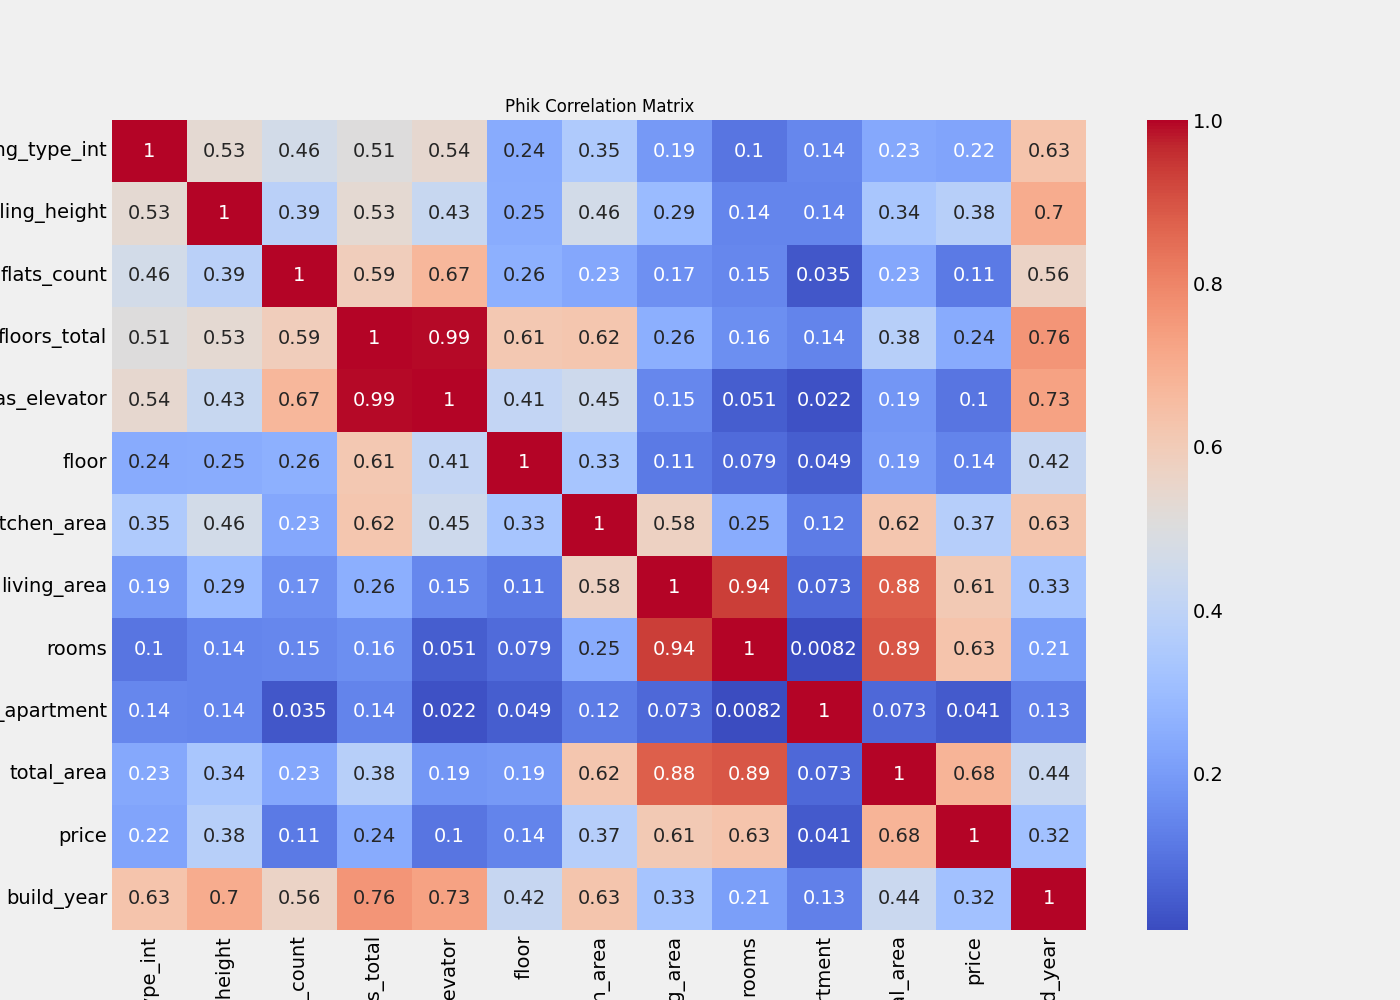 Phik Correlation Matrix
ng_type_int 1 0.53 0.46 0.51 0.54 0.24 0.35 0.19 0.1 0.14 0.23 0.22 0.63
ling_height 0.53 1 0.39 0.53 0.43 0.25 0.46 0.29 0.14 0.14 0.34 0.38 0.7
flats_count 0.46 0.39 1 0.59 0.67 0.26 0.23 0.17 0.15 0.035 0.23 0.11 0.56
floors_total 0.51 0.53 0.59 1 0.99 0.61 0.62 0.26 0.16 0.14 0.38 0.24 0.76
as_elevator 0.54 0.43 0.67 0.99 1 0.41 0.45 0.15 0.051 0.022 0.19 0.1 0.73
floor 0.24 0.25 0.26 0.61 0.41 1 0.33 0.11 0.079 0.049 0.19 0.14 0.42
tchen_area 0.35 0.46 0.23 0.62 0.45 0.33 1 0.58 0.25 0.12 0.62 0.37 0.63
living_area 0.19 0.29 0.17 0.26 0.15 0.11 0.58 1 0.94 0.073 0.88 0.61 0.33
rooms 0.1 0.14 0.15 0.16 0.051 0.079 0.25 0.94 1 0.0082 0.89 0.63 0.21
_apartment 0.14 0.14 0.035 0.14 0.022 0.049 0.12 0.073 0.0082 1 0.073 0.041 0.13
total_area 0.23 0.34 0.23 0.38 0.19 0.19 0.62 0.88 0.89 0.073 1 0.68 0.44
price 0.22 0.38 0.11 0.24 0.1 0.14 0.37 0.61 0.63 0.041 0.68 1 0.32
build_year 0.63 0.7 0.56 0.76 0.73 0.42 0.63 0.33 0.21 0.13 0.44 0.32 1
ype_int
height
_count
s_total
evator
floor
n_area
g_area
rooms
rtment
al_area
price
d_year
1.0
0.8
0.6
0.4
0.2